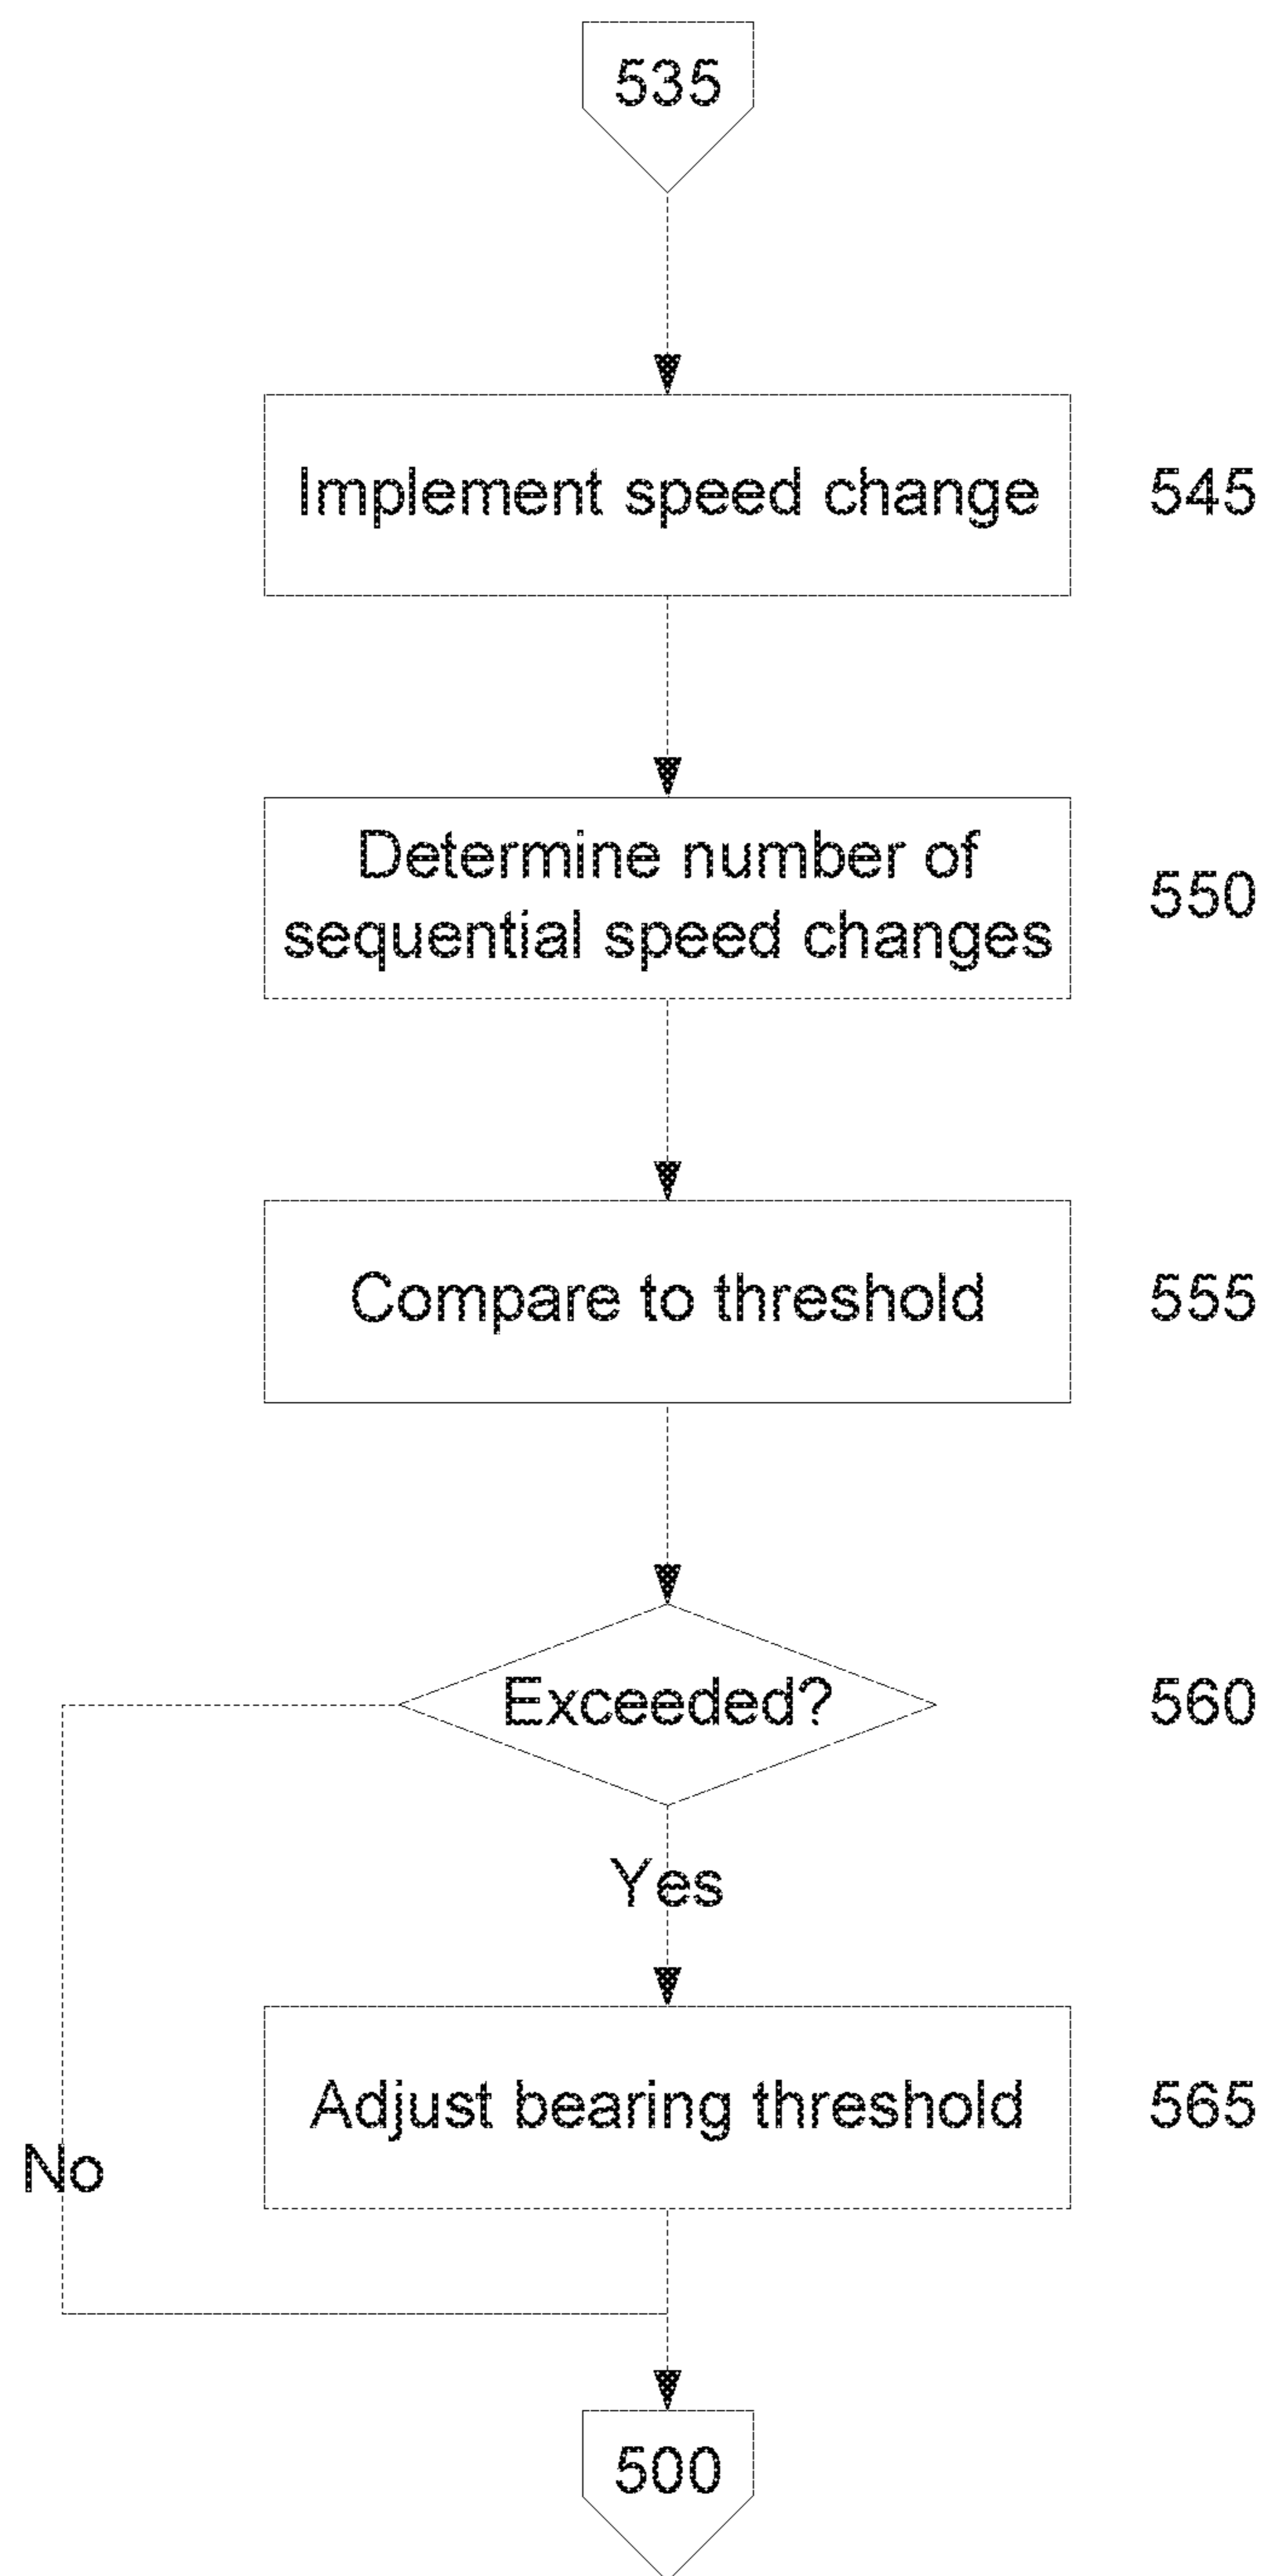 535
Implement speed change
545
Determine number of
sequential speed changes
550
Compare to threshold
555
Exceeded?
560
Yes
Adjust bearing threshold
565
No
500